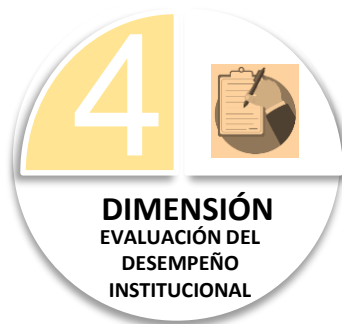 4
DIMENSIÓN
EVALUACIÓN DEL
DESEMPEÑO
INSTITUCIONAL